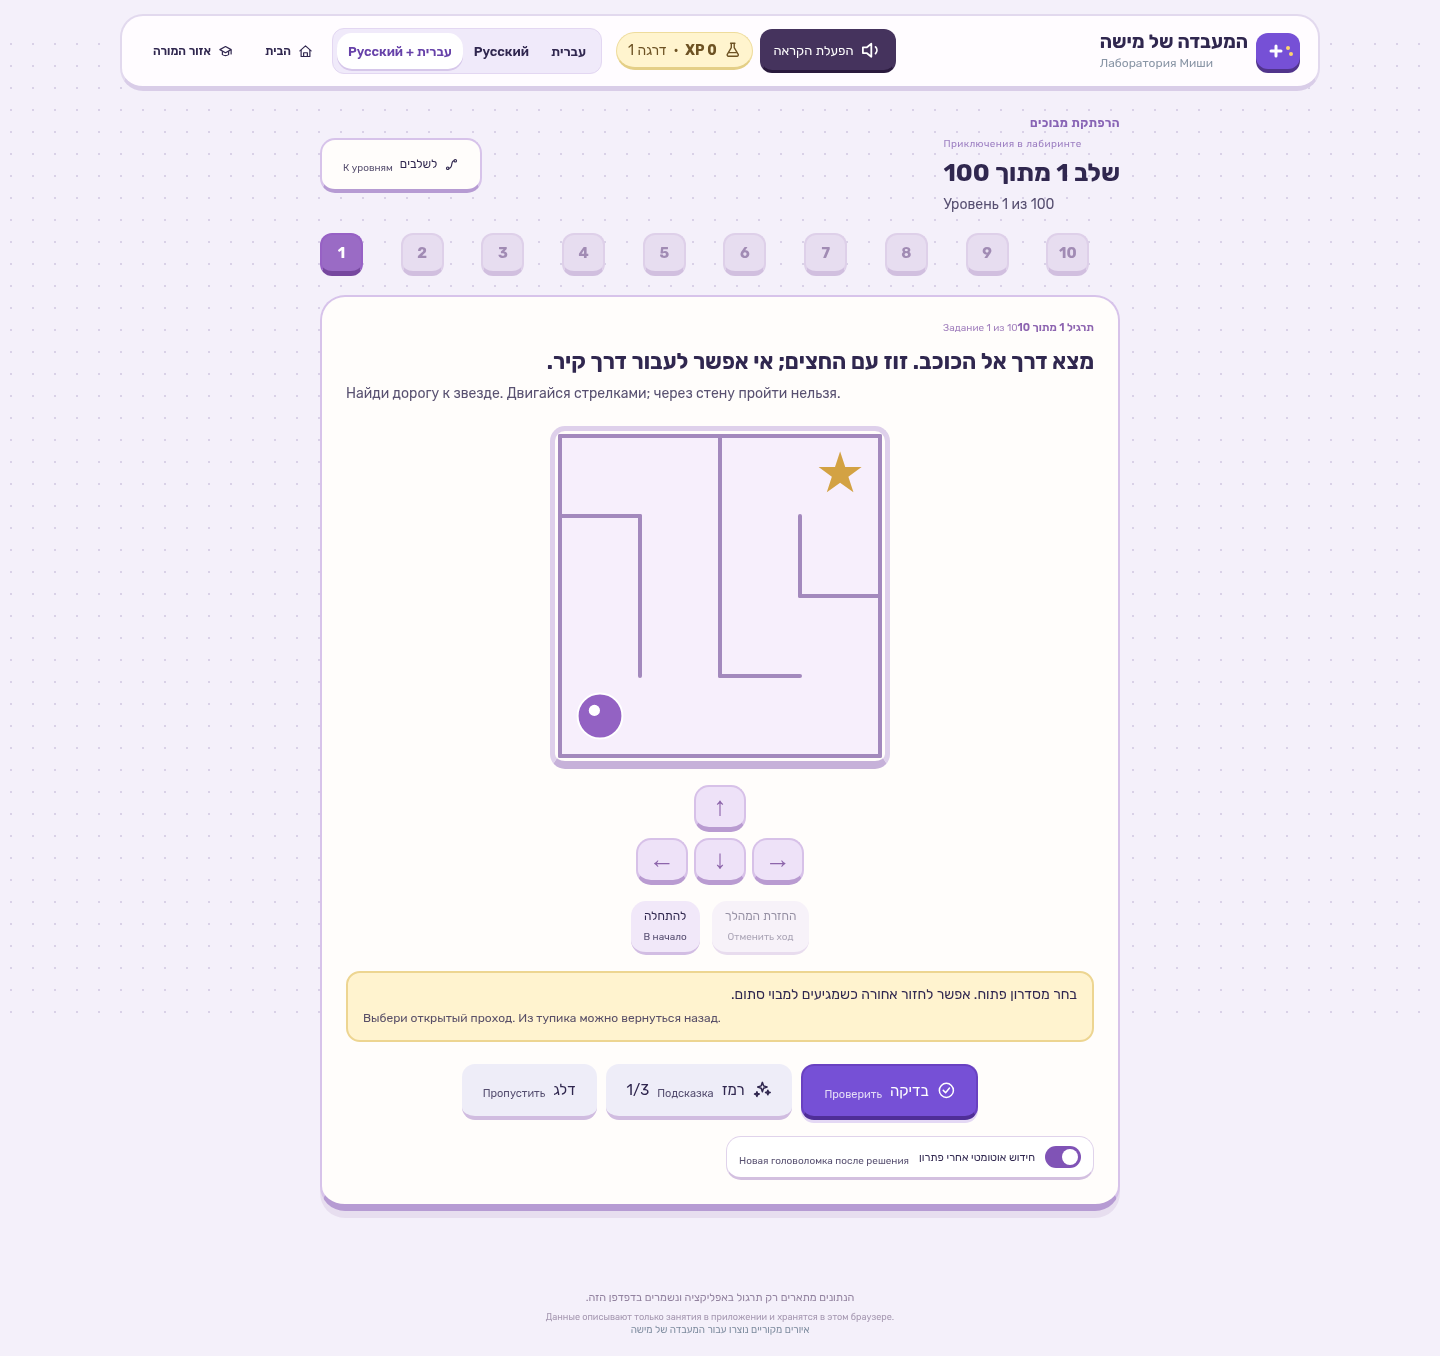 המעבדה של מישה
Лаборатория Миши
הפעלת הקראה
XP 0 • דרגה 1
עברית
Русский
עברית + Русский
הבית
אזור המורה
הרפתקת מבוכים
Приключения в лабиринте
שלב 1 מתוך 100
Уровень 1 из 100
לשלבים К уровням
1 2 3 4 5 6 7 8 9 10
תרגיל 1 מתוך 10 Задание 1 из 10
מצא דרך אל הכוכב. זוז עם החצים; אי אפשר לעבור דרך קיר.
Найди дорогу к звезде. Двигайся стрелками; через стену пройти нельзя.
↑
← ↓ →
החזרת המהלך
Отменить ход
להתחלה
В начало
בחר מסדרון פתוח. אפשר לחזור אחורה כשמגיעים למבוי סתום.
Выбери открытый проход. Из тупика можно вернуться назад.
בדיקה Проверить
רמז Подсказка 1/3
דלג Пропустить
חידוש אוטומטי אחרי פתרון Новая головоломка после решения
הנתונים מתארים רק תרגול באפליקציה ונשמרים בדפדפן הזה.
Данные описывают только занятия в приложении и хранятся в этом браузере.
איורים מקוריים נוצרו עבור המעבדה של מישה